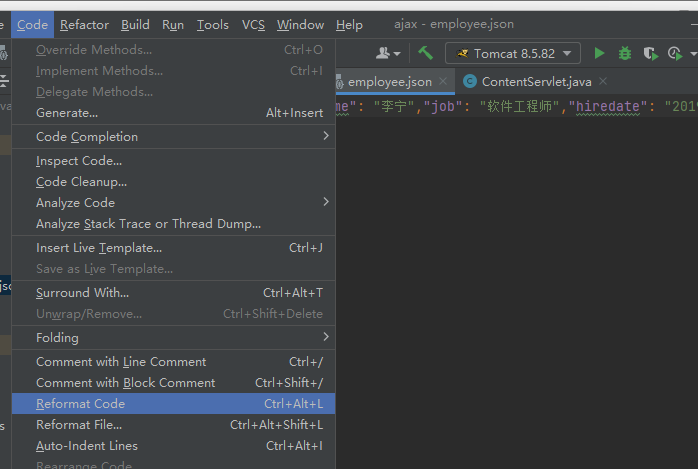 Code Refactor Build Run Tools VCS Window Help ajax - employee.json
Override Methods... Ctrl+O
Implement Methods... Ctrl+I
Tomcat 8.5.82
Delegate Methods...
employee.json ContentServlet.java
Generate... Alt+Insert
me": "李宁","job": "软件工程师","hiredate": "2019
Code Completion
Inspect Code...
Code Cleanup...
Analyze Code
Analyze Stack Trace or Thread Dump...
Insert Live Template... Ctrl+J
Save as Live Template...
Surround With... Ctrl+Alt+T
Unwrap/Remove... Ctrl+Shift+Delete
Folding
Comment with Line Comment Ctrl+/
Comment with Block Comment Ctrl+Shift+/
Reformat Code Ctrl+Alt+L
Reformat File... Ctrl+Alt+Shift+L
Auto-Indent Lines Ctrl+Alt+I
Rearrange Code